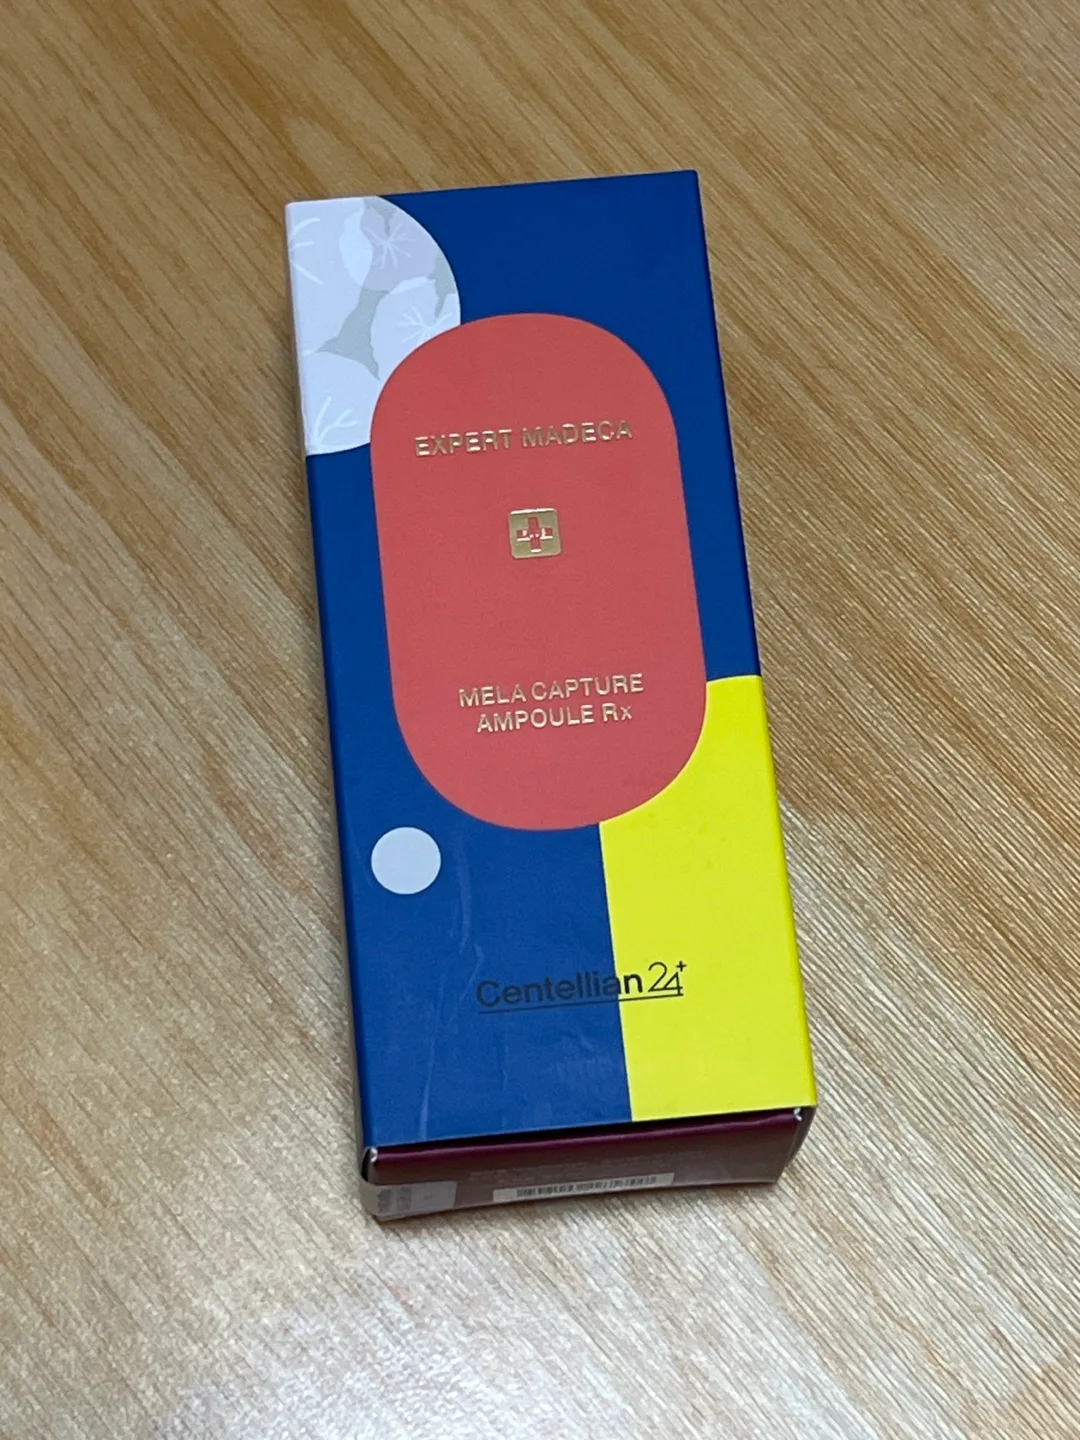 EXPERT MADECA
MELA CAPTURE
AMPOULE Rx
Centellian24+